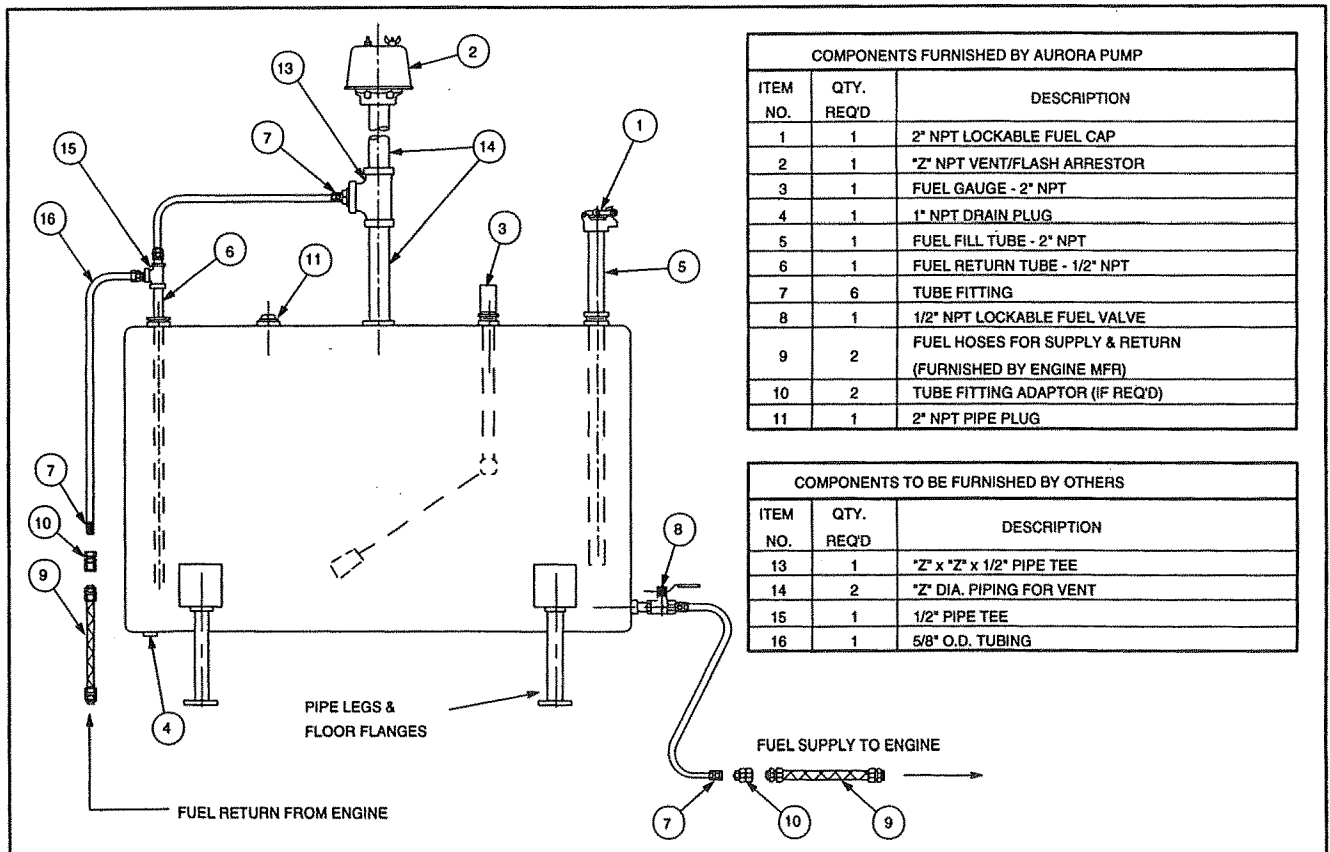 COMPONENTS FURNISHED BY AURORA PUMP
ITEM NO. QTY. REQ'D DESCRIPTION
1 1 2" NPT LOCKABLE FUEL CAP
2 1 "Z" NPT VENT/FLASH ARRESTOR
3 1 FUEL GAUGE - 2" NPT
4 1 1" NPT DRAIN PLUG
5 1 FUEL FILL TUBE - 2" NPT
6 1 FUEL RETURN TUBE - 1/2" NPT
7 6 TUBE FITTING
8 1 1/2" NPT LOCKABLE FUEL VALVE
9 2 FUEL HOSES FOR SUPPLY & RETURN
(FURNISHED BY ENGINE MFR)
10 2 TUBE FITTING ADAPTOR (IF REQ'D)
11 1 2" NPT PIPE PLUG
COMPONENTS TO BE FURNISHED BY OTHERS
ITEM NO. QTY. REQ'D DESCRIPTION
13 1 "Z" x "Z" x 1/2" PIPE TEE
14 2 "Z" DIA. PIPING FOR VENT
15 1 1/2" PIPE TEE
16 1 5/8" O.D. TUBING
2
13
1
7
14
15
16
6
11
3
5
7
10
9
8
4
PIPE LEGS &
FLOOR FLANGES
FUEL SUPPLY TO ENGINE
FUEL RETURN FROM ENGINE
7
10
9